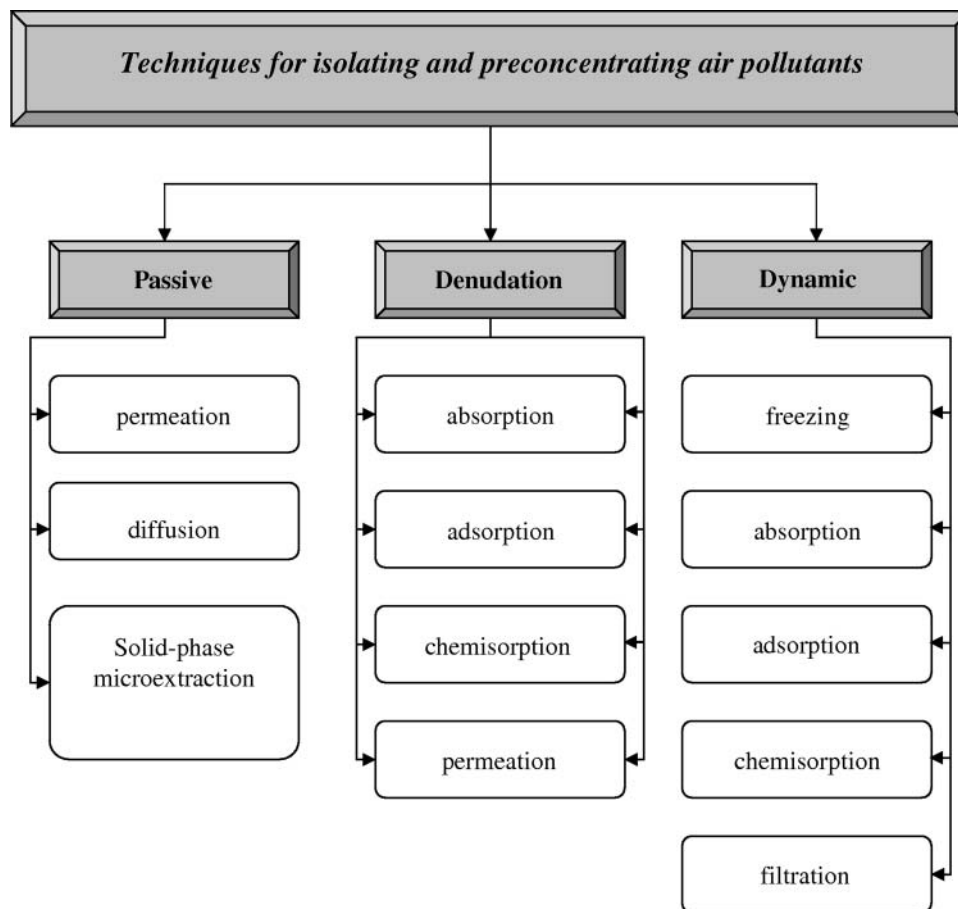 Techniques for isolating and preconcentrating air pollutants
Passive
Denudation
Dynamic
permeation
diffusion
Solid-phase
microextraction
absorption
adsorption
chemisorption
permeation
freezing
absorption
adsorption
chemisorption
filtration